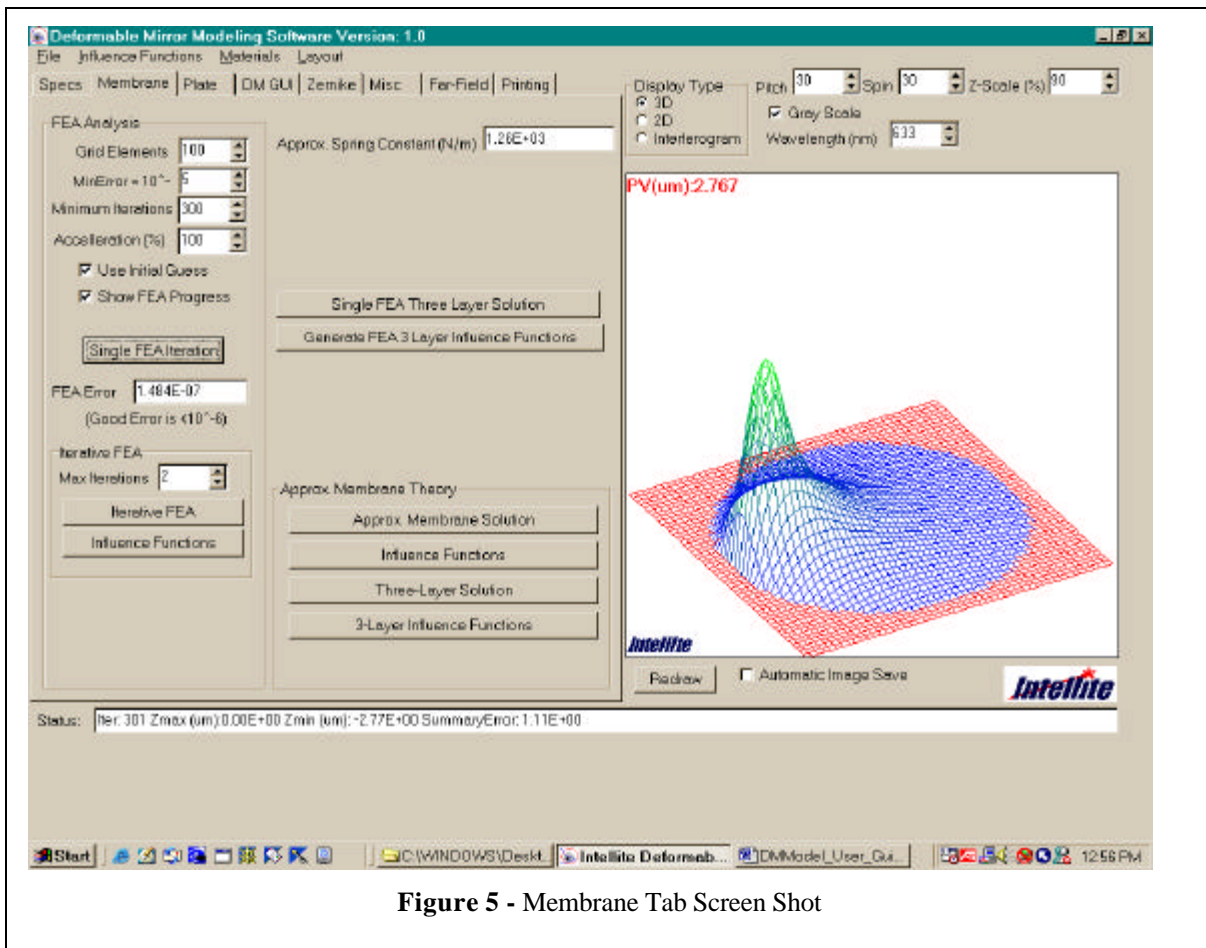 Deformable Mirror Modeling Software Version: 1.0
File Influence Functions Materials Layout
Specs Membrane Plate DM GUI Zernike Misc Far-Field Printing
FEA Analysis
Grid Elements 100
MinError = 10^- 5
Minimum Iterations 300
Accelleration (%) 100
Use Initial Guess
Show FEA Progress
Single FEA Iteration
FEA Error 1.484E-07
(Good Error is <10^-6)
Iterative FEA
Max Iterations 2
Iterative FEA
Influence Functions
Approx. Spring Constant (N/m) 1.26E+03
Single FEA Three Layer Solution
Generate FEA 3 Layer Influence Functions
Approx. Membrane Theory
Approx. Membrane Solution
Influence Functions
Three-Layer Solution
3-Layer Influence Functions
Display Type
3D
2D
Interferogram
Pitch 30 Spin 30 Z-Scale (%) 90
Gray Scale
Wavelength (nm) 633
PV(um):2.767
Intellite
Redraw Automatic Image Save
Intellite
Status: Iter: 301 Zmax (um):0.00E+00 Zmin (um): -2.77E+00 SummaryError: 1.11E+00
Start C:\WINDOWS\Deskt... Intellite Deformab... DMModel_User_Gui... 12:56 PM
Figure 5 - Membrane Tab Screen Shot